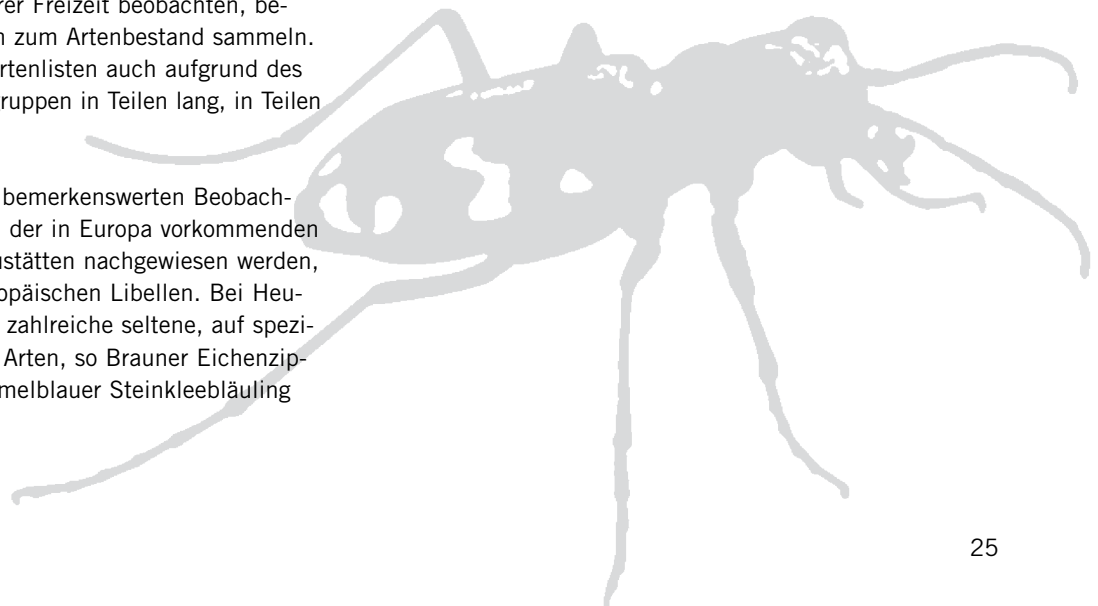 rer Freizeit beobachten, be-
n zum Artenbestand sammeln.
rtenlisten auch aufgrund des
ruppen in Teilen lang, in Teilen
bemerkenswerten Beobach-
der in Europa vorkommenden
ustätten nachgewiesen werden,
opäischen Libellen. Bei Heu-
zahlreiche seltene, auf spezi-
Arten, so Brauner Eichenzip-
melblauer Steinkleebläuling
25